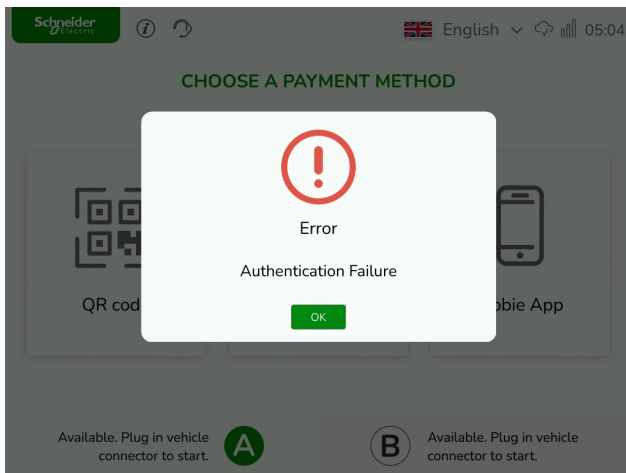 Schneider
Electric
English
05:04
CHOOSE A PAYMENT METHOD
Error
Authentication Failure
OK
QR cod
obie App
Available. Plug in vehicle
connector to start.
A
B
Available. Plug in vehicle
connector to start.